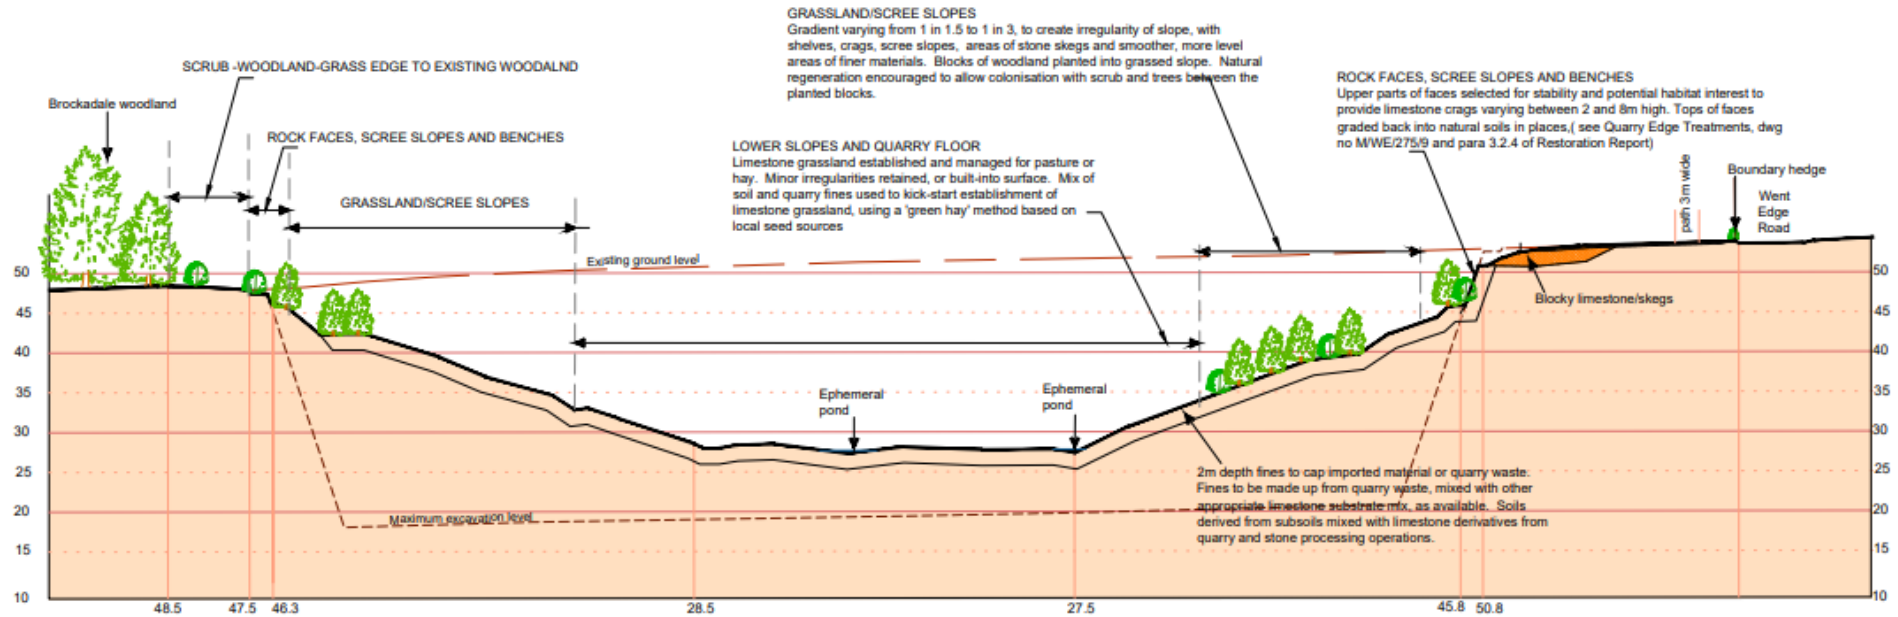 GRASSLAND/SCREE SLOPES
Gradient varying from 1 in 1.5 to 1 in 3, to create irregularity of slope, with
shelves, crags, scree slopes, areas of stone skegs and smoother, more level
areas of finer materials. Blocks of woodland planted into grassed slope. Natural
regeneration encouraged to allow colonisation with scrub and trees between the
planted blocks.
SCRUB -WOODLAND-GRASS EDGE TO EXISTING WOODALND
ROCK FACES, SCREE SLOPES AND BENCHES
Upper parts of faces selected for stability and potential habitat interest to
provide limestone crags varying between 2 and 8m high. Tops of faces
graded back into natural soils in places,( see Quarry Edge Treatments, dwg
no M/WE/275/9 and para 3.2.4 of Restoration Report)
Brockadale woodland
ROCK FACES, SCREE SLOPES AND BENCHES
LOWER SLOPES AND QUARRY FLOOR
Limestone grassland established and managed for pasture or
hay. Minor irregularities retained, or built-into surface. Mix of
soil and quarry fines used to kick-start establishment of
limestone grassland, using a 'green hay' method based on
local seed sources
GRASSLAND/SCREE SLOPES
path 3m wide
Boundary hedge
Went
Edge
Road
Existing ground level
Blocky limestone/skegs
Ephemeral
pond
Ephemeral
pond
2m depth fines to cap imported material or quarry waste.
Fines to be made up from quarry waste, mixed with other
appropriate limestone substrate mix, as available. Soils
derived from subsoils mixed with limestone derivatives from
quarry and stone processing operations.
Maximum excavation level
50
45
40
35
30
25
20
15
10
50
45
40
35
30
25
20
15
10
48.5
47.5
46.3
28.5
27.5
45.8
50.8